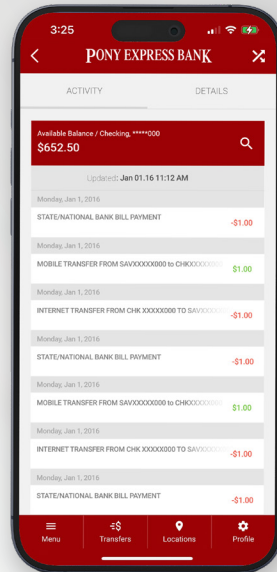 3:25
PONY EXPRESS BANK
ACTIVITY DETAILS
Available Balance / Checking, *****000
$652.50
Updated: Jan 01.16 11:12 AM
Monday, Jan 1, 2016
STATE/NATIONAL BANK BILL PAYMENT -$1.00
Monday, Jan 1, 2016
MOBILE TRANSFER FROM SAVXXXXX000 to CHKXXXXX $1.00
Monday, Jan 1, 2016
INTERNET TRANSFER FROM CHK XXXXX000 TO SAVXX -$1.00
Monday, Jan 1, 2016
STATE/NATIONAL BANK BILL PAYMENT -$1.00
Monday, Jan 1, 2016
MOBILE TRANSFER FROM SAVXXXXX000 to CHKXXXXX $1.00
Monday, Jan 1, 2016
INTERNET TRANSFER FROM CHK XXXXX000 TO SAVXX -$1.00
Monday, Jan 1, 2016
STATE/NATIONAL BANK BILL PAYMENT -$1.00
Menu Transfers Locations Profile